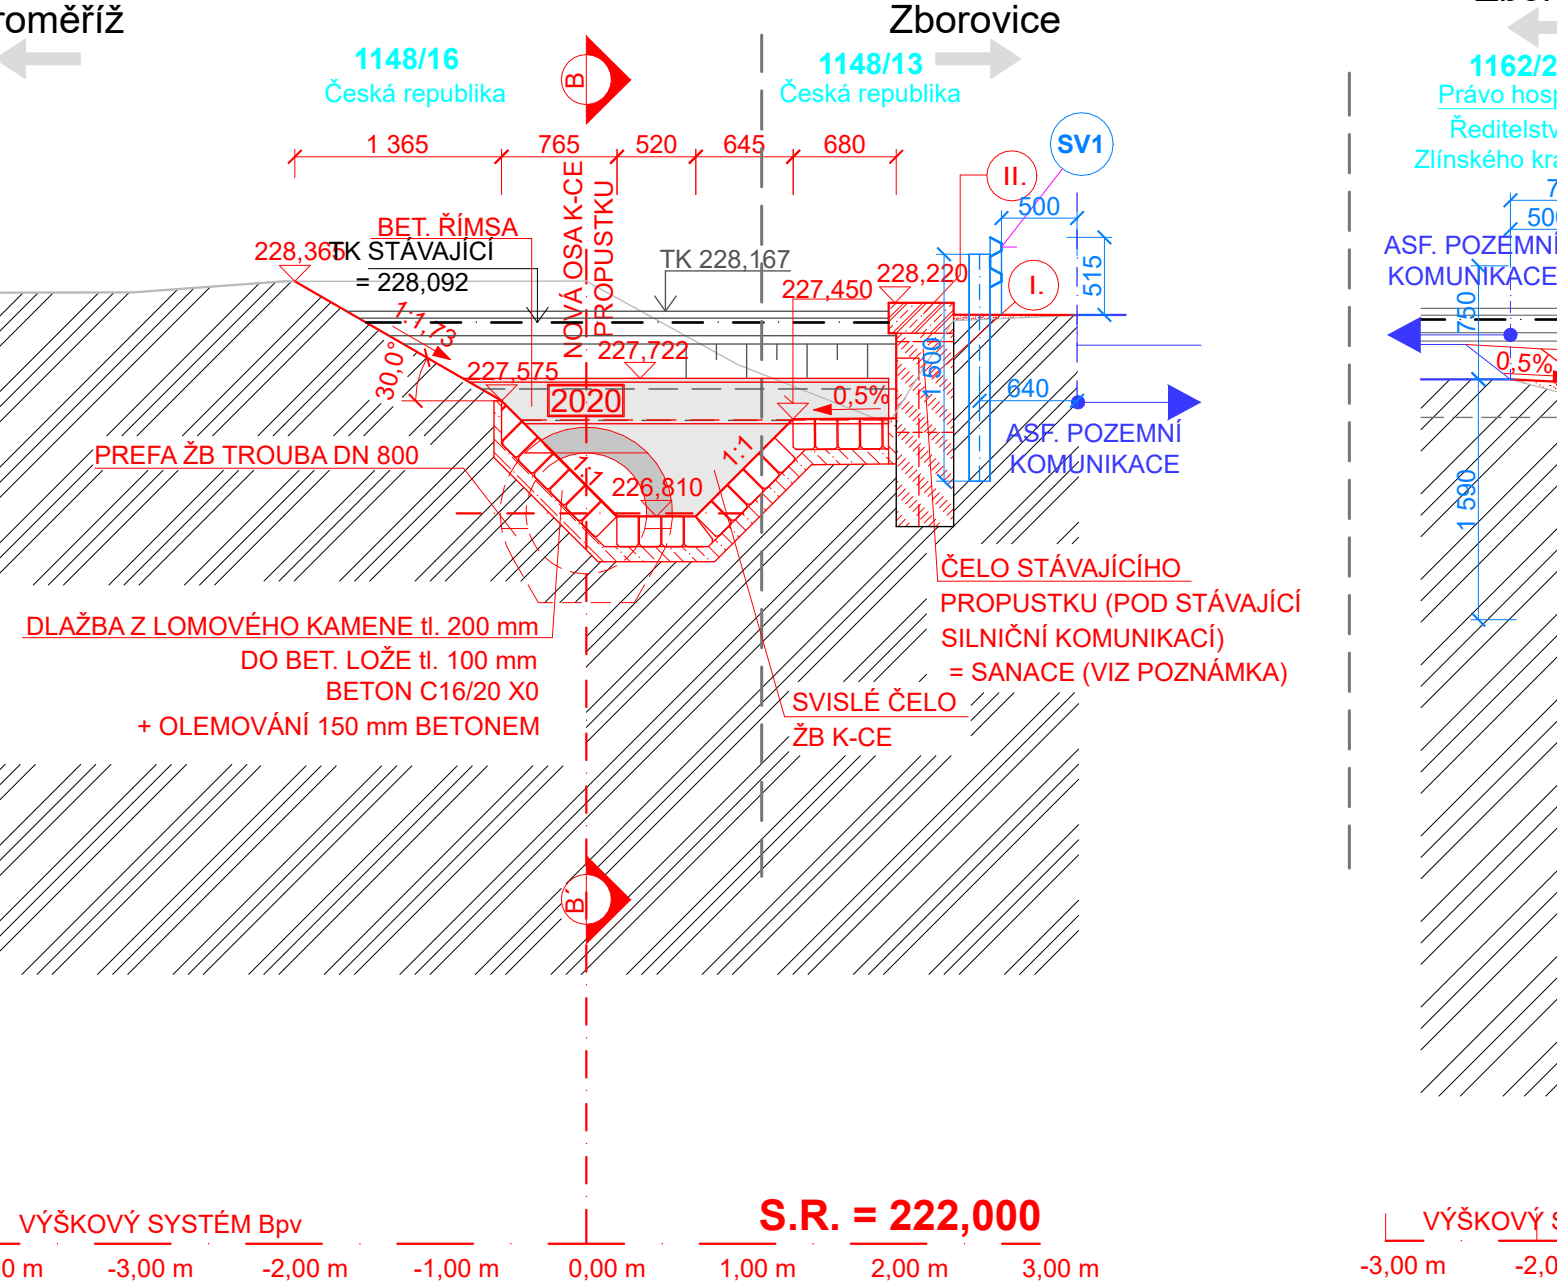 Zborovice
1148/16
Česká republika
1148/13
Česká republika
B
1 365
765
520
645
680
SV1
II.
I.
500
515
1 500
640
NOVÁ OSA K-CE
PROPUSTKU
BET. ŘÍMSA
228,365
TK STÁVAJÍCÍ
= 228,092
TK 228,167
227,450
228,220
1:1,73
30,0°
227,575
227,722
2020
0,5%
PREFA ŽB TROUBA DN 800
1:1
1:1
226,810
ASF. POZEMNÍ
KOMUNIKACE
ČELO STÁVAJÍCÍHO
PROPUSTKU (POD STÁVAJÍCÍ
SILNIČNÍ KOMUNIKACÍ)
= SANACE (VIZ POZNÁMKA)
DLAŽBA Z LOMOVÉHO KAMENE tl. 200 mm
DO BET. LOŽE tl. 100 mm
BETON C16/20 X0
+ OLEMOVÁNÍ 150 mm BETONEM
SVISLÉ ČELO
ŽB K-CE
B´
S.R. = 222,000
VÝŠKOVÝ SYSTÉM Bpv
-3,00 m
-2,00 m
-1,00 m
0,00 m
1,00 m
2,00 m
3,00 m
1162/2
Právo
Zlínského
ASF. POZEMNÍ
KOMUNIKACE
750
0,5%
1 590
VÝŠKOVÝ
-3,00 m